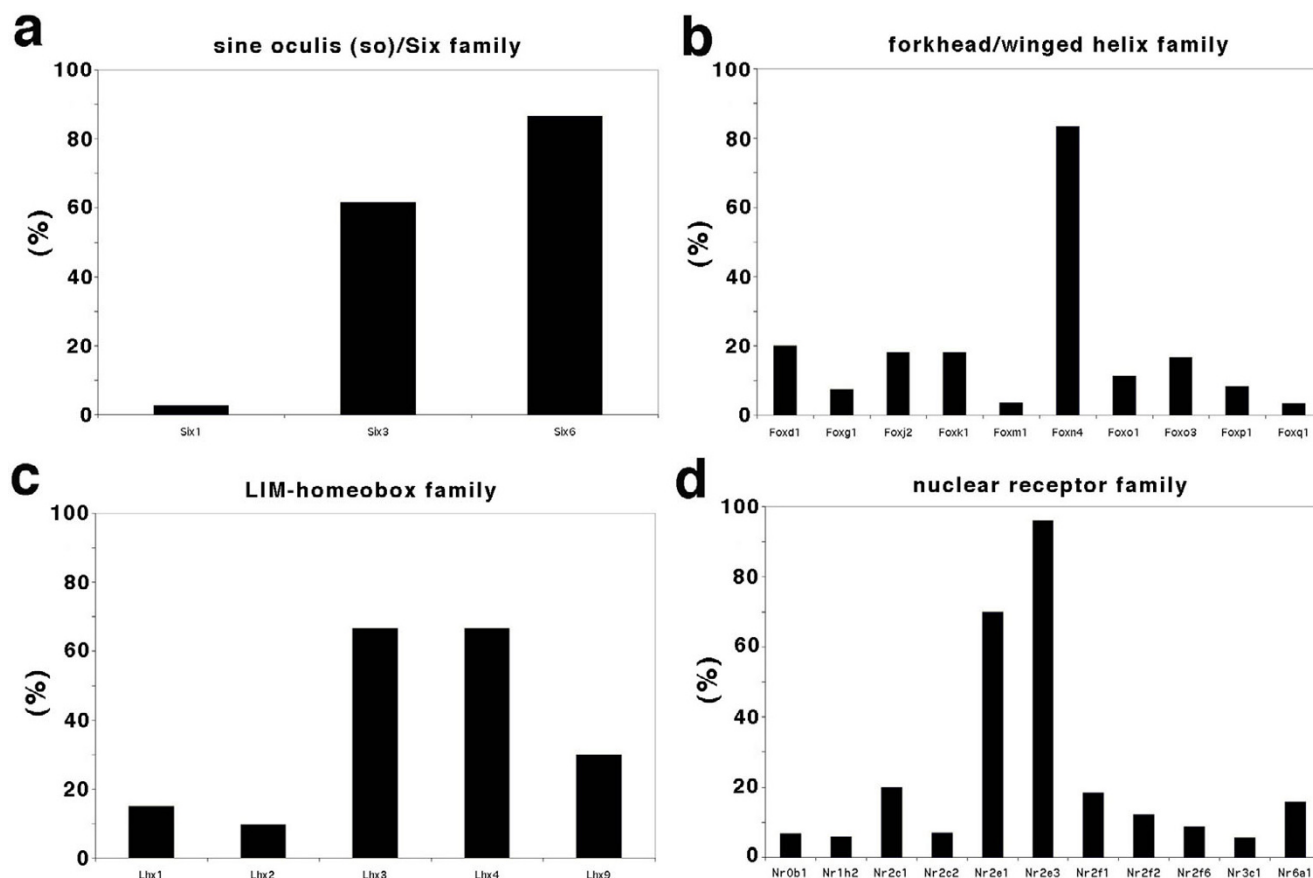 a
sine oculis (so)/Six family
100
80
60
40
20
0
(%)
Six1 Six3 Six6
b
forkhead/winged helix family
100
80
60
40
20
0
(%)
Foxd1 Foxg1 Foxj2 Foxk1 Foxm1 Foxn4 Foxo1 Foxo3 Foxp1 Foxq1
c
LIM-homeobox family
100
80
60
40
20
0
(%)
Lhx1 Lhx2 Lhx3 Lhx4 Lhx9
d
nuclear receptor family
100
80
60
40
20
0
(%)
Nr0b1 Nr1h2 Nr2c1 Nr2c2 Nr2e1 Nr2e3 Nr2f1 Nr2f2 Nr2f6 Nr3c1 Nr6a1